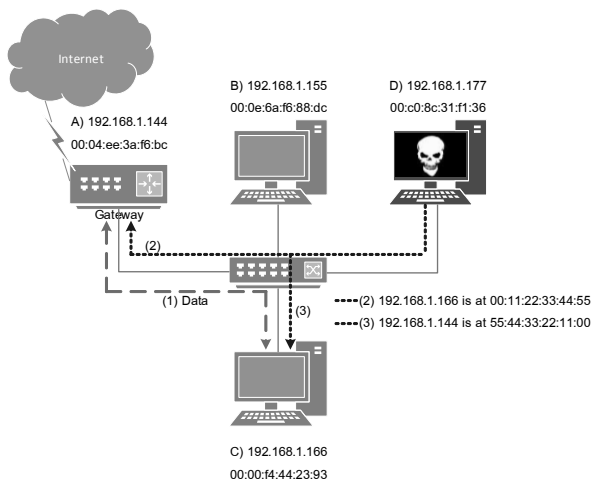 Internet
A) 192.168.1.144
00:04:ee:3a:f6:bc
Gateway
B) 192.168.1.155
00:0e:6a:f6:88:dc
D) 192.168.1.177
00:c0:8c:31:f1:36
(2)
(1) Data
(3)
(2) 192.168.1.166 is at 00:11:22:33:44:55
(3) 192.168.1.144 is at 55:44:33:22:11:00
C) 192.168.1.166
00:00:f4:44:23:93